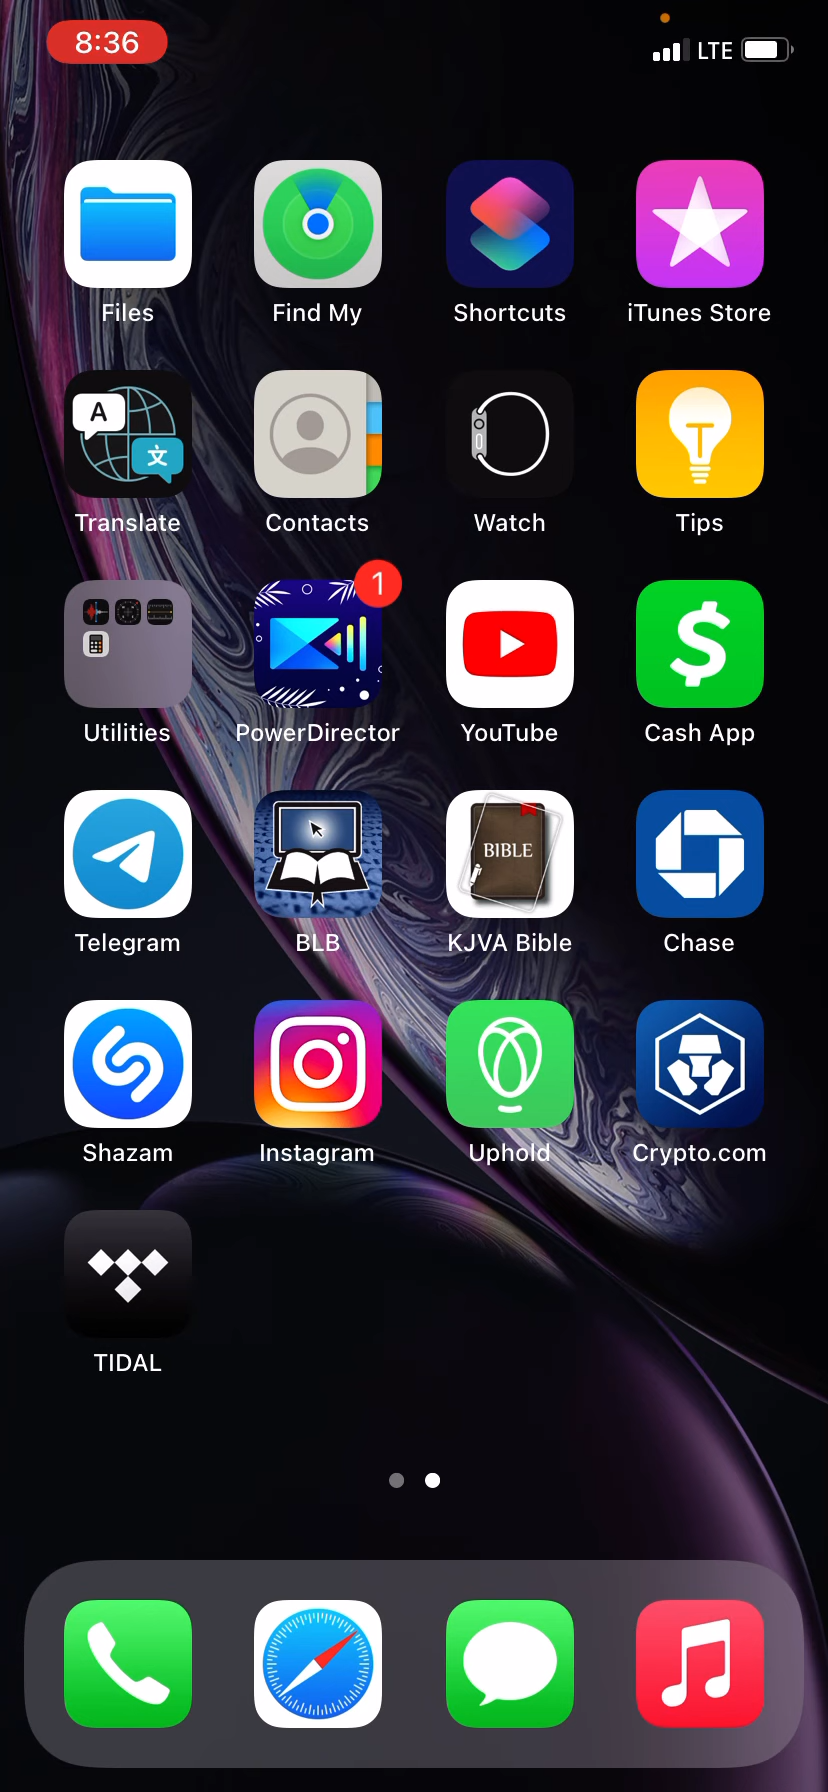 8:36
LTE
Files
Find My
Shortcuts
iTunes Store
A
文
Translate
Contacts
Watch
Tips
1
Utilities
PowerDirector
YouTube
$
Cash App
BIBLE
Telegram
BLB
KJVA Bible
Chase
Shazam
Instagram
Uphold
Crypto.com
TIDAL